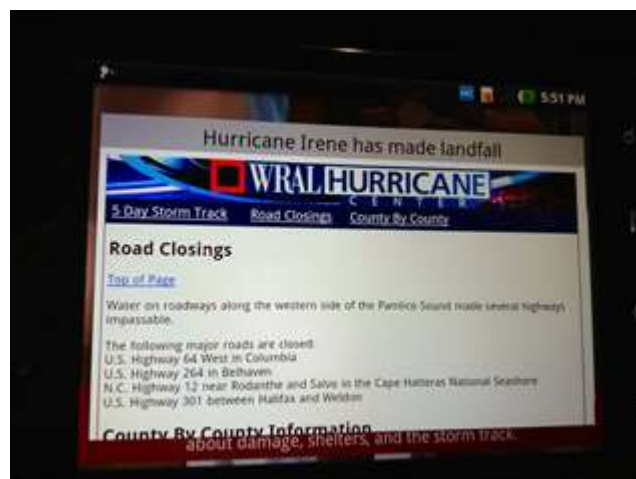 5:51 PM
Hurricane Irene has made landfall
WRAL HURRICANE
CENTER
5 Day Storm Track Road Closings County By County
Road Closings
Top of Page
Water on roadways along the western side of the Pamlico Sound made several highways
impassable.
The following major roads are closed:
U.S. Highway 64 West in Columbia
U.S. Highway 264 in Belhaven
N.C. Highway 12 near Rodanthe and Salvo in the Cape Hatteras National Seashore
U.S. Highway 301 between Halifax and Weldon
County By County Information
about damage, shelters, and the storm track.